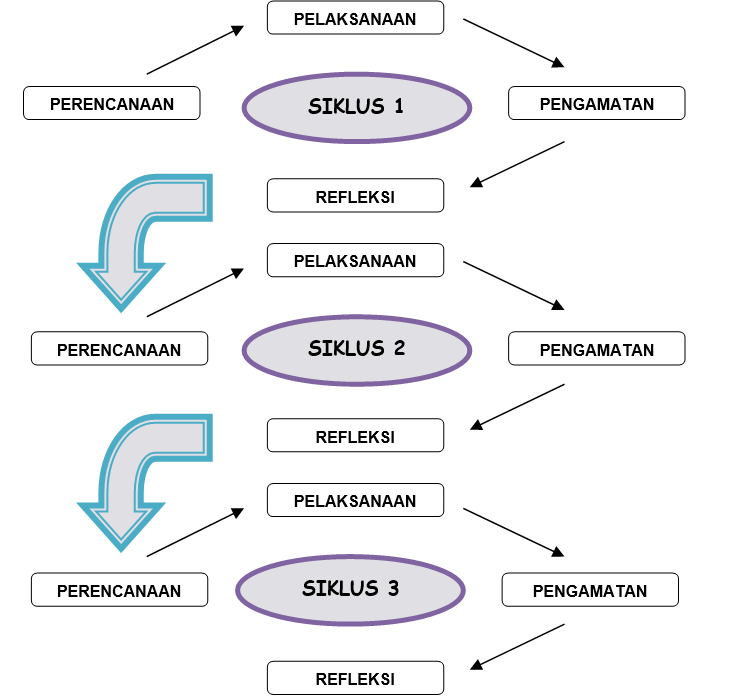 PELAKSANAAN
PERENCANAAN
SIKLUS 1
PENGAMATAN
REFLEKSI
PELAKSANAAN
PERENCANAAN
SIKLUS 2
PENGAMATAN
REFLEKSI
PELAKSANAAN
PERENCANAAN
SIKLUS 3
PENGAMATAN
REFLEKSI